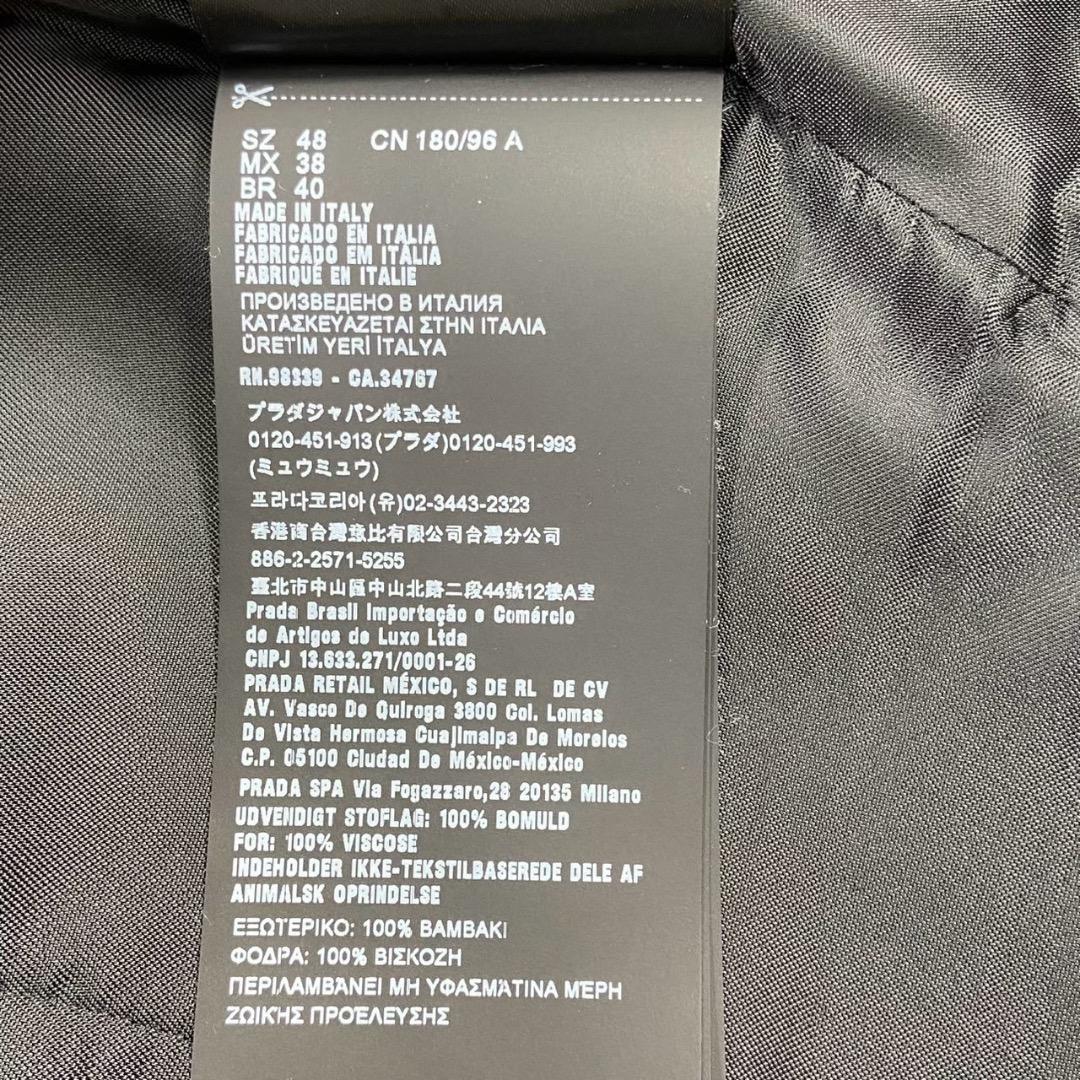 SZ 48 CN 180/96 A
MX 38
BR 40
MADE IN ITALY
FABRICADO EN ITALIA
FABRICADO EM ITÁLIA
FABRIQUÉ EN ITALIE
ПРОИЗВЕДЕНО В ИТАЛИЯ
ΚΑΤΑΣΚΕΥΑΖΕΤΑΙ ΣΤΗΝ ΙΤΑΛΙΑ
ÜRETİM YERİ İTALYA
RN.98339 - CA.34767
プラダジャパン株式会社
0120-451-913(プラダ)0120-451-993
(ミュウミュウ)
프라다코리아(유)02-3443-2323
香港商台灣意比有限公司台灣分公司
886-2-2571-5255
臺北市中山區中山北路二段44號12樓A室
Prada Brasil Importação e Comércio
de Artigos de Luxo Ltda
CNPJ 13.633.271/0001-26
PRADA RETAIL MÉXICO, S DE RL DE CV
AV. Vasco De Quiroga 3800 Col. Lomas
De Vista Hermosa Cuajimalpa De Morelos
C.P. 05100 Ciudad De México-México
PRADA SPA Via Fogazzaro,28 20135 Milano
UDVENDIGT STOFLAG: 100% BOMULD
FOR: 100% VISCOSE
INDEHOLDER IKKE-TEKSTILBASEREDE DELE AF
ANIMALSK OPRINDELSE
ΕΞΩΤΕΡΙΚΟ: 100% ΒΑΜΒΑΚΙ
ΦΟΔΡΑ: 100% ΒΙΣΚΟΖΗ
ΠΕΡΙΛΑΜΒΆΝΕΙ ΜΗ ΥΦΑΣΜΆΤΙΝΑ ΜΈΡΗ
ΖΩΙΚΉΣ ΠΡΟΈΛΕΥΣΗΣ